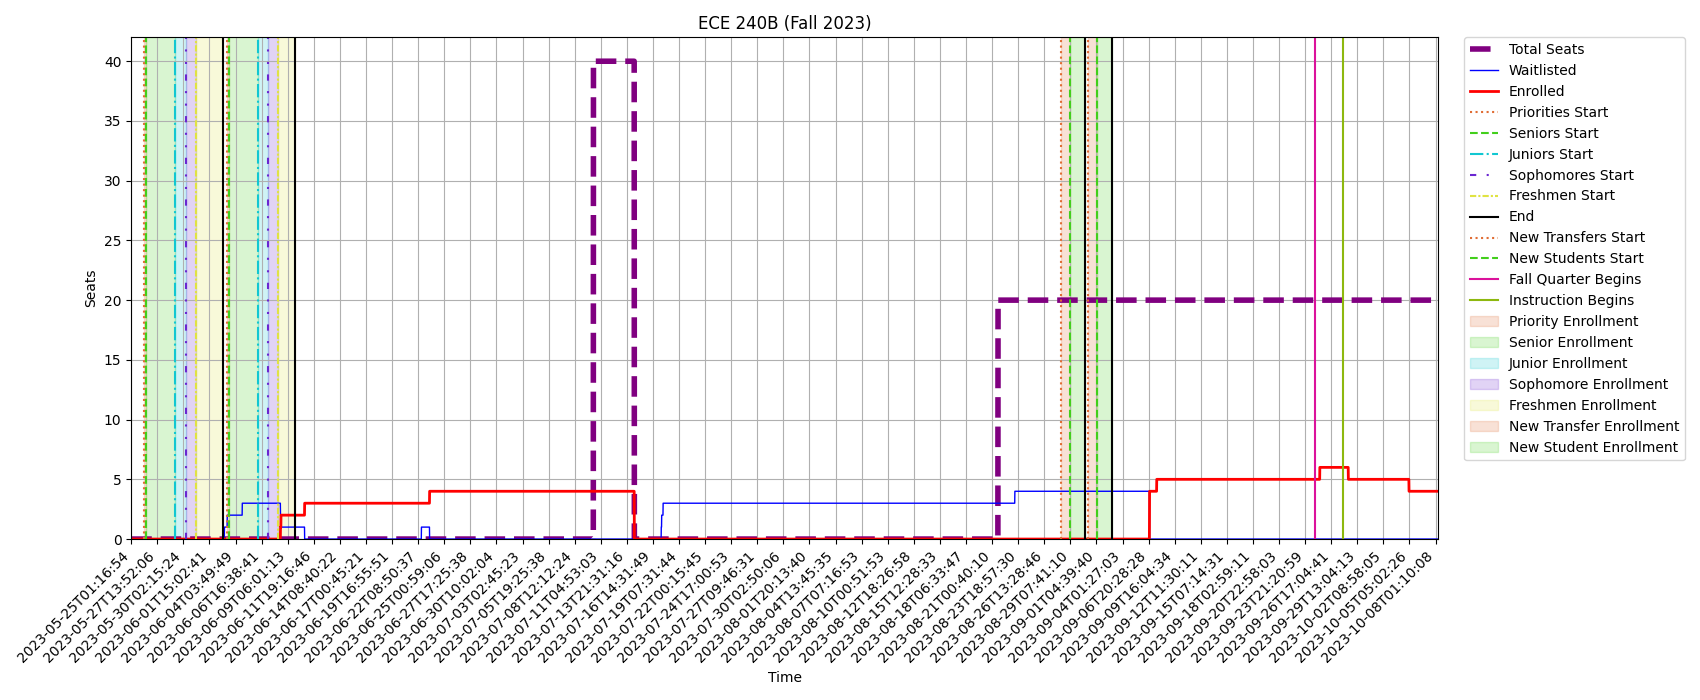 ECE 240B (Fall 2023)
Seats
40
35
30
25
20
15
10
5
0
2023-05-25T01:16:54
2023-05-27T13:52:06
2023-05-30T02:15:24
2023-06-01T15:02:41
2023-06-04T03:49:49
2023-06-06T16:38:41
2023-06-09T06:01:13
2023-06-11T19:16:46
2023-06-14T08:40:22
2023-06-17T00:45:21
2023-06-19T16:55:51
2023-06-22T08:50:37
2023-06-25T00:59:06
2023-06-27T17:25:38
2023-06-30T10:02:04
2023-07-03T02:45:23
2023-07-05T19:25:38
2023-07-08T12:12:24
2023-07-11T04:53:03
2023-07-13T21:31:16
2023-07-16T14:31:49
2023-07-19T07:31:44
2023-07-22T00:15:45
2023-07-24T17:00:53
2023-07-27T09:46:31
2023-07-30T02:50:06
2023-08-01T20:13:40
2023-08-04T13:45:35
2023-08-07T07:16:53
2023-08-10T00:51:53
2023-08-12T18:26:58
2023-08-15T12:28:33
2023-08-18T06:33:47
2023-08-21T00:40:10
2023-08-23T18:57:30
2023-08-26T13:28:46
2023-08-29T07:41:10
2023-09-01T04:39:40
2023-09-04T01:27:03
2023-09-06T20:28:28
2023-09-09T16:04:34
2023-09-12T11:30:11
2023-09-15T07:14:31
2023-09-18T02:59:11
2023-09-20T22:58:03
2023-09-23T21:20:59
2023-09-26T17:04:41
2023-09-29T13:04:13
2023-10-02T08:58:05
2023-10-05T05:02:26
2023-10-08T01:10:08
Time
Total Seats
Waitlisted
Enrolled
Priorities Start
Seniors Start
Juniors Start
Sophomores Start
Freshmen Start
End
New Transfers Start
New Students Start
Fall Quarter Begins
Instruction Begins
Priority Enrollment
Senior Enrollment
Junior Enrollment
Sophomore Enrollment
Freshmen Enrollment
New Transfer Enrollment
New Student Enrollment